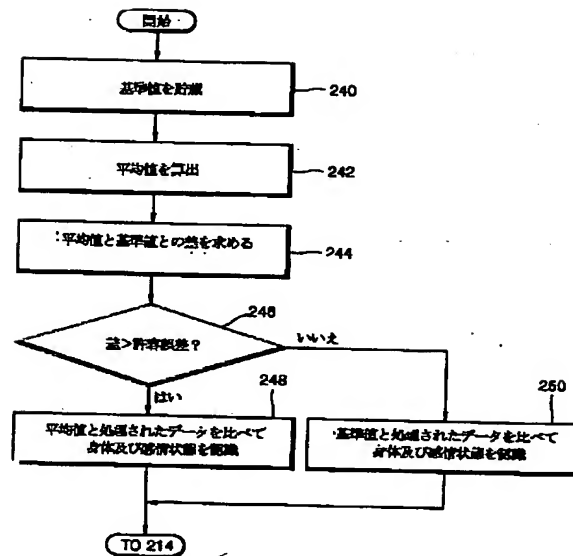 開始
基準値を貯蔵
240
平均値を算出
242
平均値と基準値との差を求める
244
差>許容誤差?
246
いいえ
はい
248
平均値と処理されたデータを比べて
身体及び感情状態を認識
250
基準値と処理されたデータを比べて
身体及び感情状態を認識
TO 214